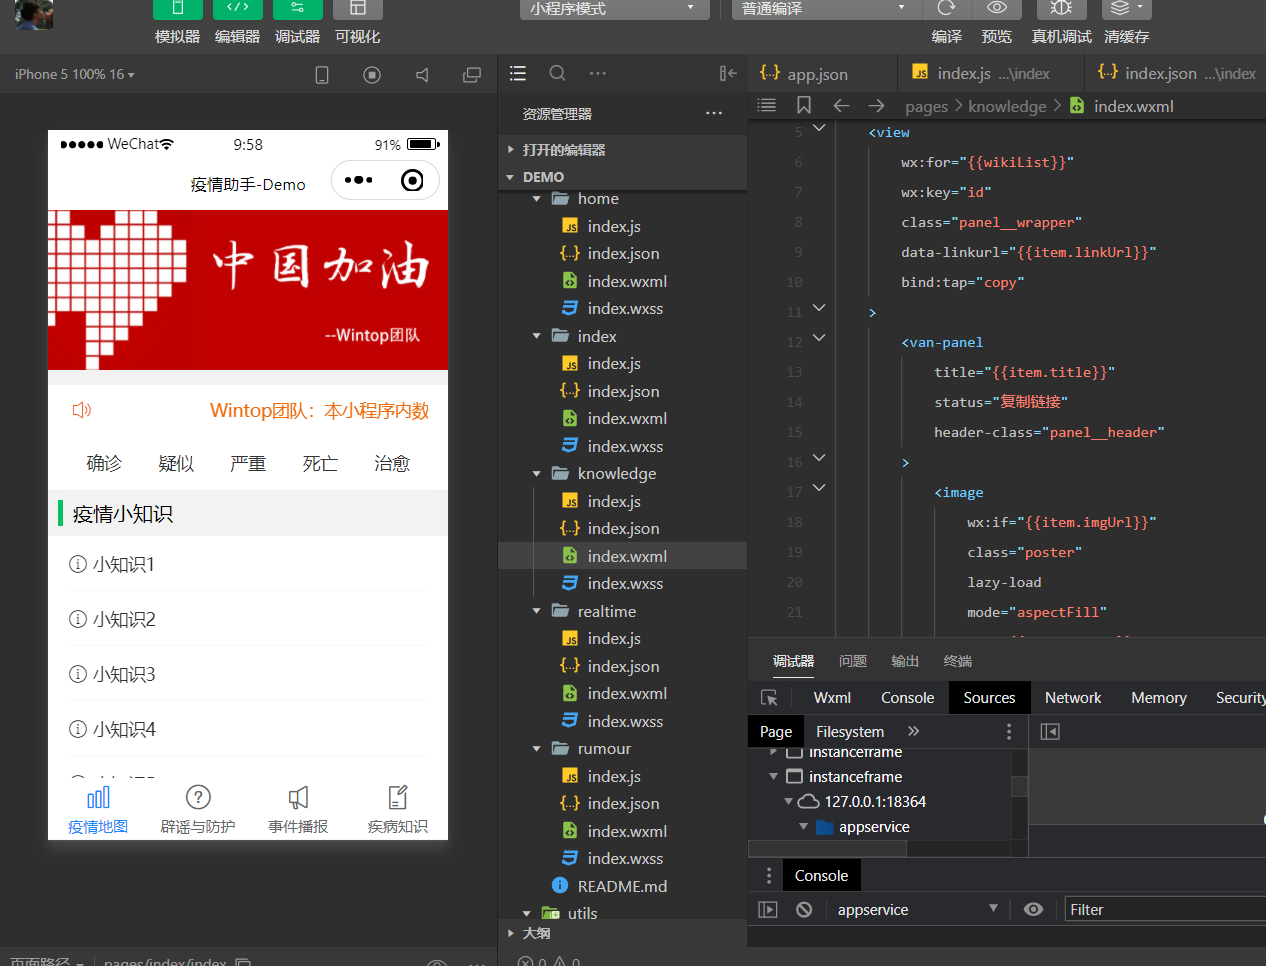 小程序模式
普通编译
模拟器 编辑器 调试器 可视化
编译 预览 真机调试 清缓存
iPhone 5 100% 16
资源管理器
打开的编辑器
DEMO
home
index.js
index.json
index.wxml
index.wxss
index
index.js
index.json
index.wxml
index.wxss
knowledge
index.js
index.json
index.wxml
index.wxss
realtime
index.js
index.json
index.wxml
index.wxss
rumour
index.js
index.json
index.wxml
index.wxss
README.md
utils
大纲
0 0
WeChat 9:58 91%
疫情助手-Demo
中国加油
--Wintop团队
Wintop团队：本小程序内数
确诊 疑似 严重 死亡 治愈
疫情小知识
小知识1
小知识2
小知识3
小知识4
疫情地图 辟谣与防护 事件播报 疾病知识
页面路径 pages/index/index
app.json index.js ...\index index.json ...\index
pages > knowledge > index.wxml
5 <view
6 wx:for="{{wikiList}}"
7 wx:key="id"
8 class="panel__wrapper"
9 data-linkurl="{{item.linkUrl}}"
10 bind:tap="copy"
11 >
12 <van-panel
13 title="{{item.title}}"
14 status="复制链接"
15 header-class="panel__header"
16 >
17 <image
18 wx:if="{{item.imgUrl}}"
19 class="poster"
20 lazy-load
21 mode="aspectFill"
调试器 问题 输出 终端
Wxml Console Sources Network Memory Security
Page Filesystem »
instanceframe
instanceframe
127.0.0.1:18364
appservice
Console
appservice Filter